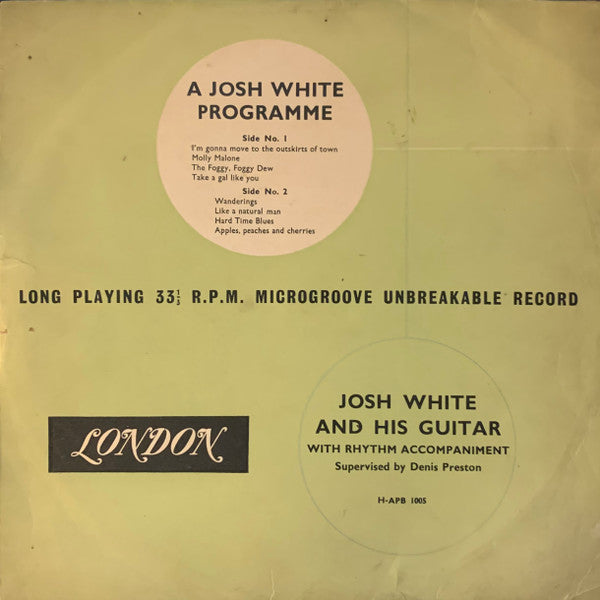 A JOSH WHITE
PROGRAMME
Side No. 1
I'm gonna move to the outskirts of town
Molly Malone
The Foggy, Foggy Dew
Take a gal like you
Side No. 2
Wanderings
Like a natural man
Hard Time Blues
Apples, peaches and cherries
LONG PLAYING 33⅓ R.P.M. MICROGROOVE UNBREAKABLE RECORD
LONDON
JOSH WHITE
AND HIS GUITAR
WITH RHYTHM ACCOMPANIMENT
Supervised by Denis Preston
H-APB 1005